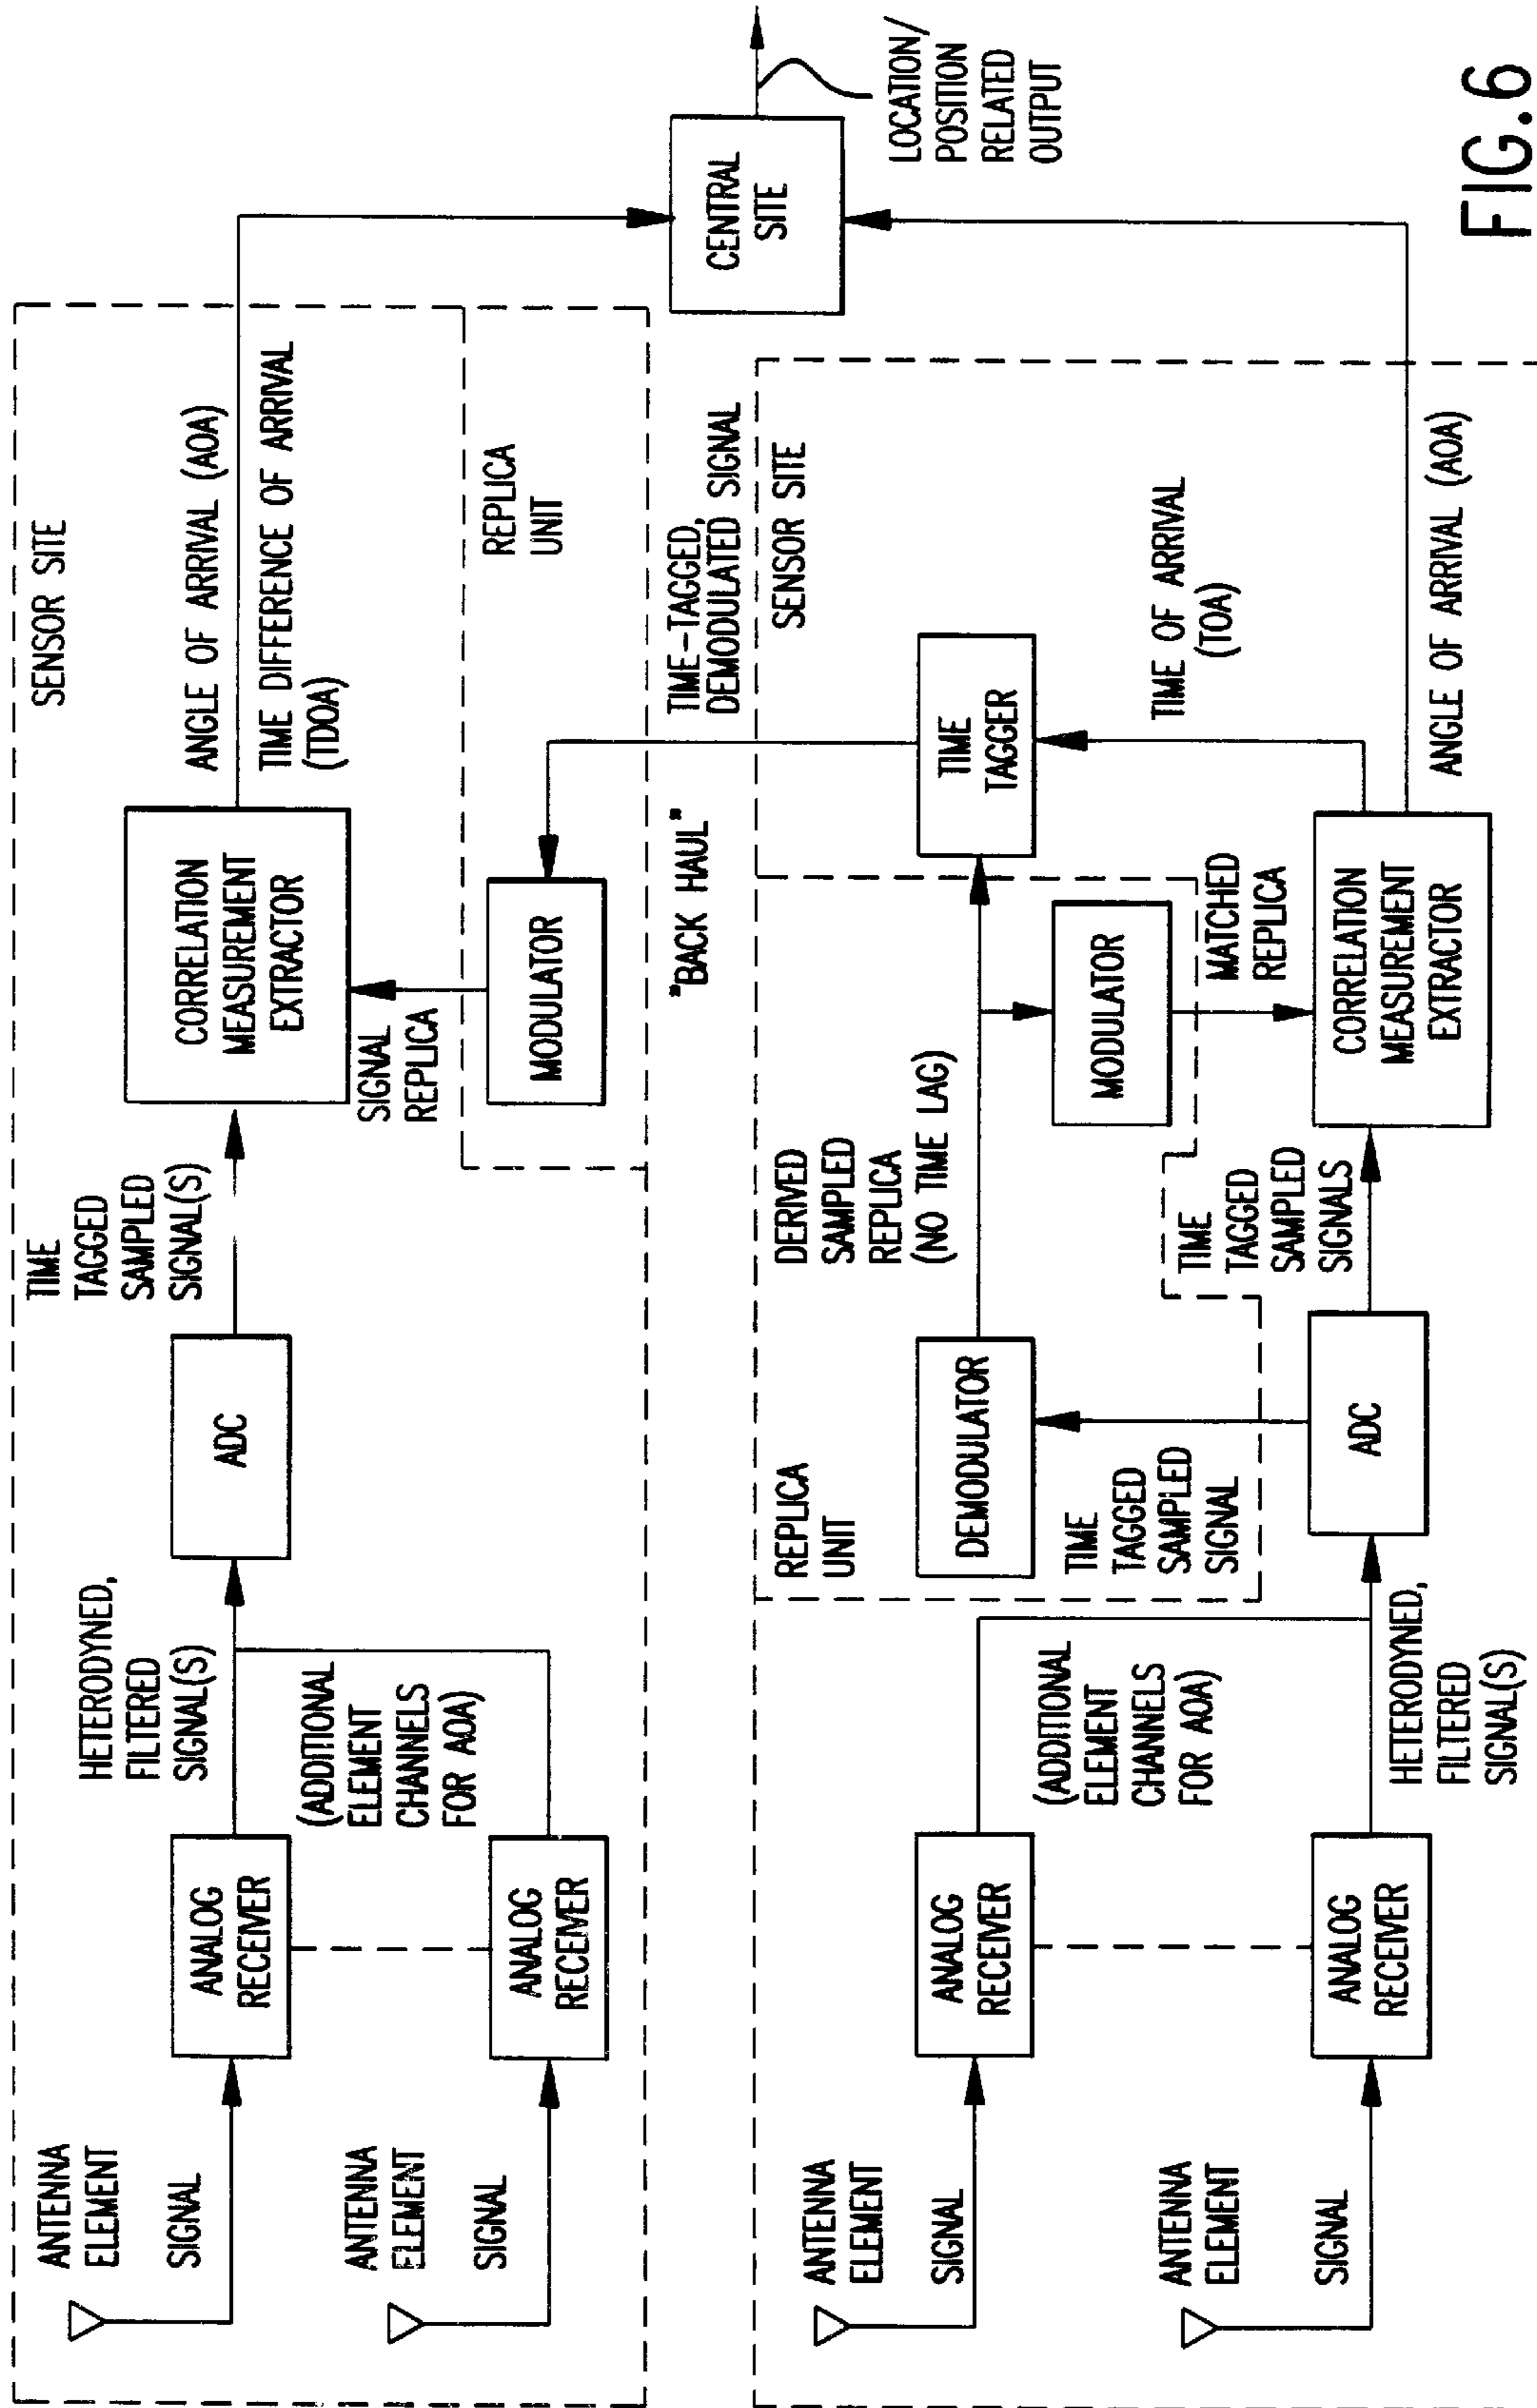 SENSOR SITE
ANTENNA
ELEMENT
SIGNAL
ANTENNA
ELEMENT
SIGNAL
ANALOG
RECEIVER
ANALOG
RECEIVER
HETERODYNED,
FILTERED
SIGNAL(S)
(ADDITIONAL
ELEMENT
CHANNELS
FOR AOA)
ADC
TIME
TAGGED
SAMPLED
SIGNAL(S)
CORRELATION
MEASUREMENT
EXTRACTOR
SIGNAL
REPLICA
MODULATOR
REPLICA
UNIT
ANGLE OF ARRIVAL (AOA)
TIME DIFFERENCE OF ARRIVAL
(TDOA)
CENTRAL
SITE
LOCATION/
POSITION
RELATED
OUTPUT
"BACK HAUL"
TIME-TAGGED,
DEMODULATED SIGNAL
SENSOR SITE
ANTENNA
ELEMENT
SIGNAL
ANTENNA
ELEMENT
SIGNAL
ANALOG
RECEIVER
ANALOG
RECEIVER
(ADDITIONAL
ELEMENT
CHANNELS
FOR AOA)
HETERODYNED,
FILTERED
SIGNAL(S)
REPLICA
UNIT
DEMODULATOR
TIME
TAGGED
SAMPLED
SIGNAL
ADC
DERIVED
SAMPLED
REPLICA
(NO TIME LAG)
TIME
TAGGED
SAMPLED
SIGNALS
MODULATOR
MATCHED
REPLICA
CORRELATION
MEASUREMENT
EXTRACTOR
TIME
TAGGER
TIME OF ARRIVAL
(TOA)
ANGLE OF ARRIVAL (AOA)
FIG.6